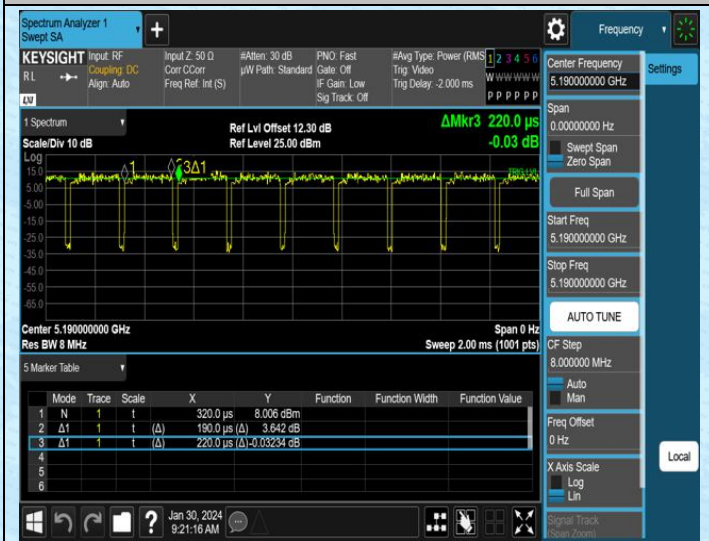 Spectrum Analyzer 1
Swept SA
+
Frequency
KEYSIGHT
RL
Input: RF
Coupling: DC
Align: Auto
Input Z: 50 Ω
Corr CCorr
Freq Ref: Int (S)
#Atten: 30 dB
µW Path: Standard
PNO: Fast
Gate: Off
IF Gain: Low
Sig Track: Off
#Avg Type: Power (RMS
Trig: Video
Trig Delay: -2.000 ms
1 2 3 4 5 6
W W W W W W
P P P P P P
1 Spectrum
Scale/Div 10 dB
Ref Lvl Offset 12.30 dB
Ref Level 25.00 dBm
ΔMkr3 220.0 µs
-0.03 dB
Log
15.0
5.00
-5.00
-15.0
-25.0
-35.0
-45.0
-55.0
-65.0
1
3Δ1
TRIG LVL
Center 5.190000000 GHz
Span 0 Hz
Res BW 8 MHz
Sweep 2.00 ms (1001 pts)
5 Marker Table
Mode Trace Scale X Y Function Function Width Function Value
1 N 1 t 320.0 µs 8.006 dBm
2 Δ1 1 t (Δ) 190.0 µs (Δ) 3.642 dB
3 Δ1 1 t (Δ) 220.0 µs (Δ) -0.03234 dB
4
5
6
?
Jan 30, 2024
9:21:16 AM
Center Frequency
5.190000000 GHz
Span
0.00000000 Hz
Swept Span
Zero Span
Full Span
Start Freq
5.190000000 GHz
Stop Freq
5.190000000 GHz
AUTO TUNE
CF Step
8.000000 MHz
Auto
Man
Freq Offset
0 Hz
X Axis Scale
Log
Lin
Signal Track
(Span Zoom)
Settings
Local